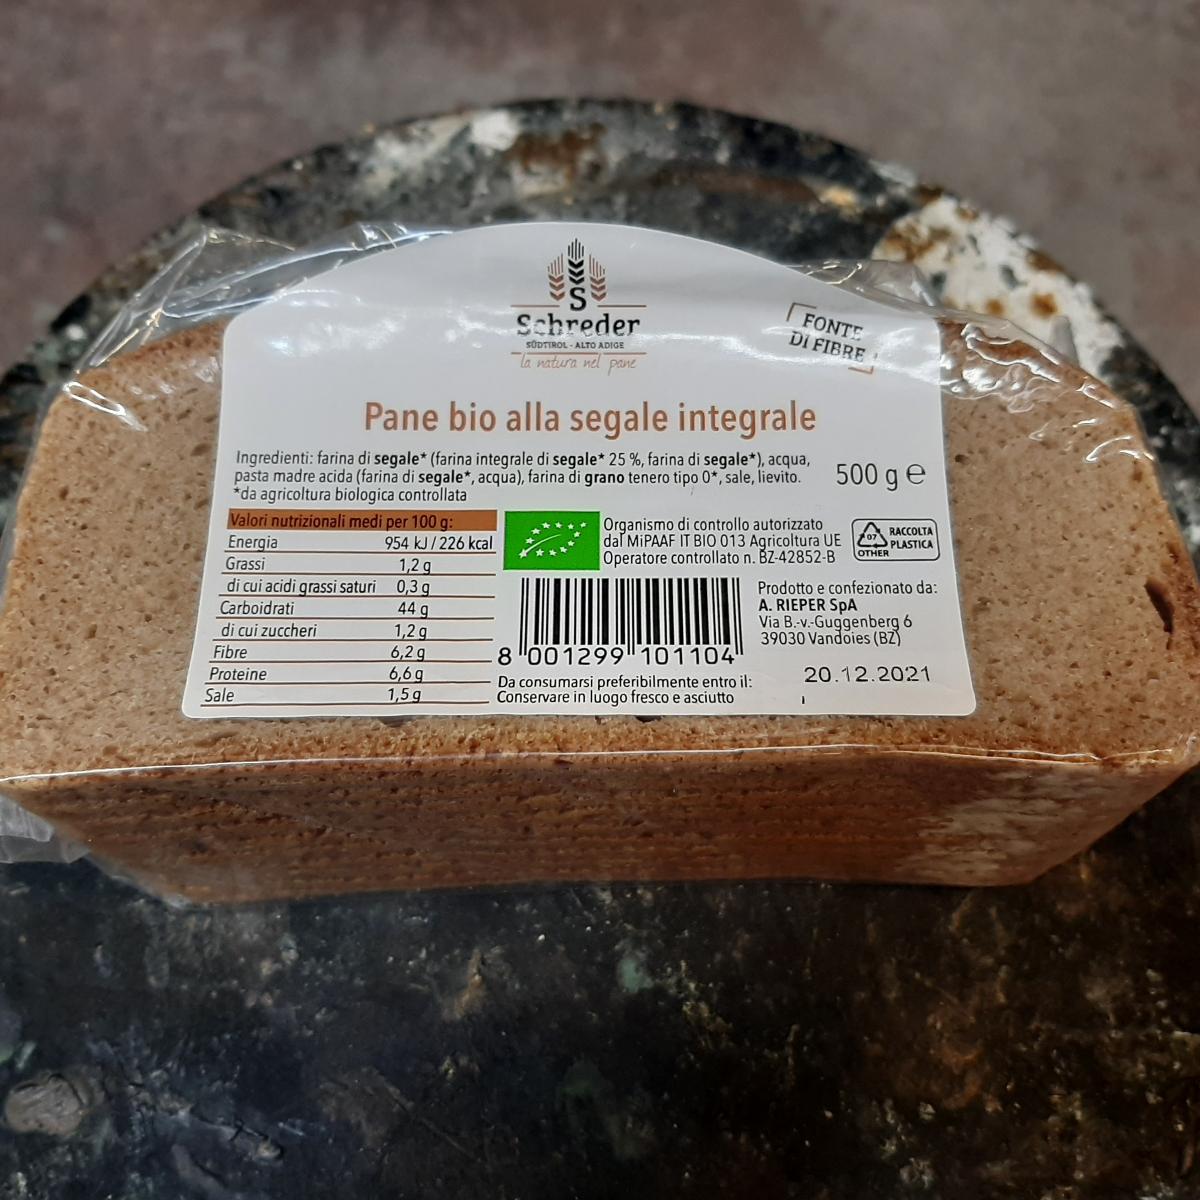 S
Schreder
SÜDTIROL - ALTO ADIGE
la natura nel pane
FONTE
DI FIBRE
Pane bio alla segale integrale
Ingredienti: farina di segale* (farina integrale di segale* 25 %, farina di segale*), acqua,
pasta madre acida (farina di segale*, acqua), farina di grano tenero tipo 0*, sale, lievito.
*da agricoltura biologica controllata
500 g e
Valori nutrizionali medi per 100 g:
Energia 954 kJ / 226 kcal
Grassi 1,2 g
di cui acidi grassi saturi 0,3 g
Carboidrati 44 g
di cui zuccheri 1,2 g
Fibre 6,2 g
Proteine 6,6 g
Sale 1,5 g
Organismo di controllo autorizzato
dal MiPAAF IT BIO 013 Agricoltura UE
Operatore controllato n. BZ-42852-B
07
OTHER
RACCOLTA
PLASTICA
8 001299 101104
Prodotto e confezionato da:
A. RIEPER SpA
Via B.-v.-Guggenberg 6
39030 Vandoies (BZ)
Da consumarsi preferibilmente entro il:
Conservare in luogo fresco e asciutto
20.12.2021